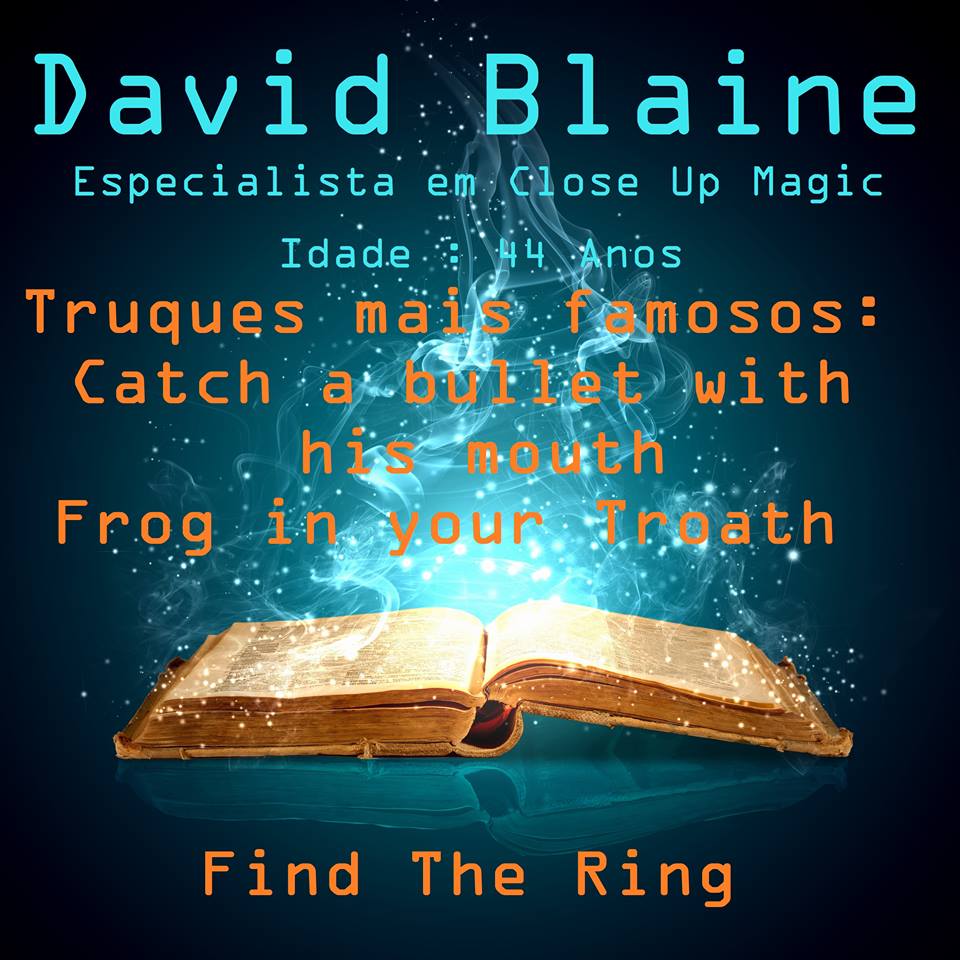 David Blaine
Especialista em Close Up Magic
Idade : 44 Anos
Truques mais famosos:
Catch a bullet with
his mouth
Frog in your Troath
Find The Ring